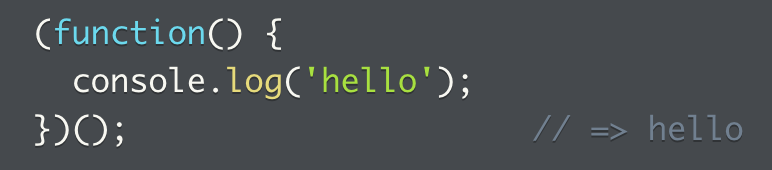 (function() {
  console.log('hello');
})();                      // => hello